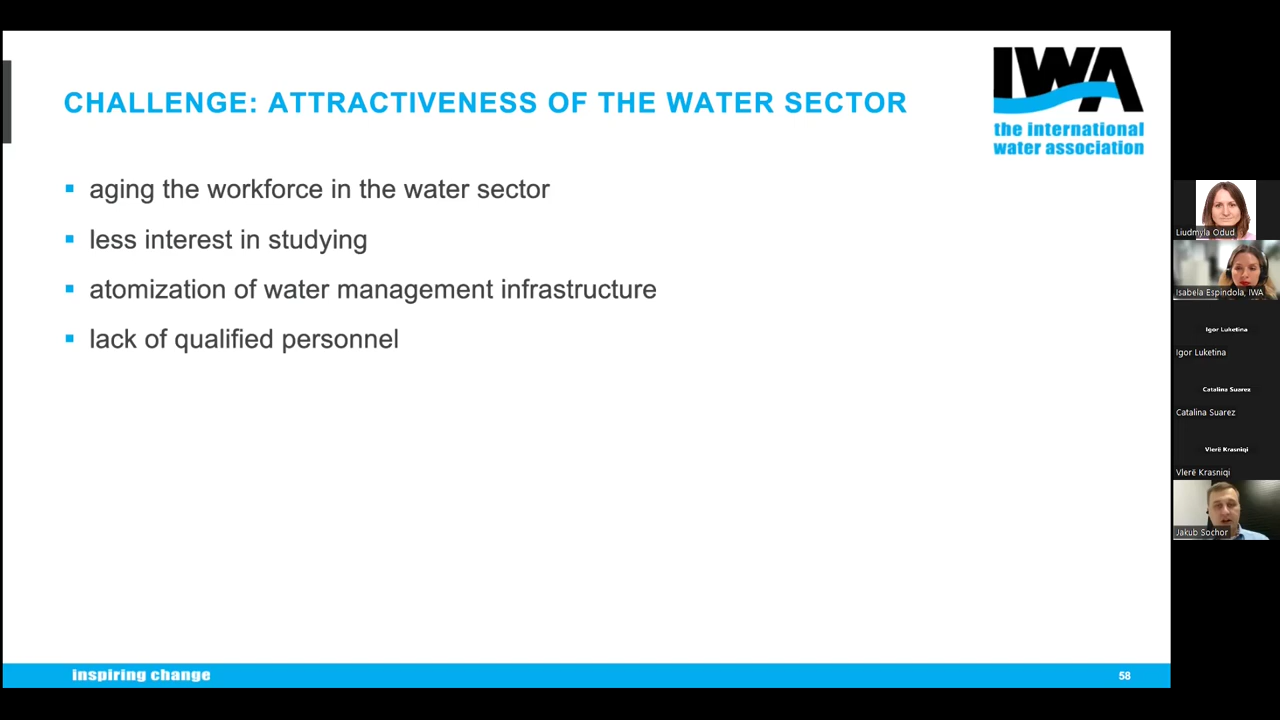 CHALLENGE: ATTRACTIVENESS OF THE WATER SECTOR
IWA
the international
water association
aging the workforce in the water sector
less interest in studying
atomization of water management infrastructure
lack of qualified personnel
inspiring change
58
Liudmyla Odud
Isabela Espindola, IWA
Igor Luketina
Igor Luketina
Catalina Suarez
Catalina Suarez
Vlerë Krasniqi
Vlerë Krasniqi
Jakub Sochor